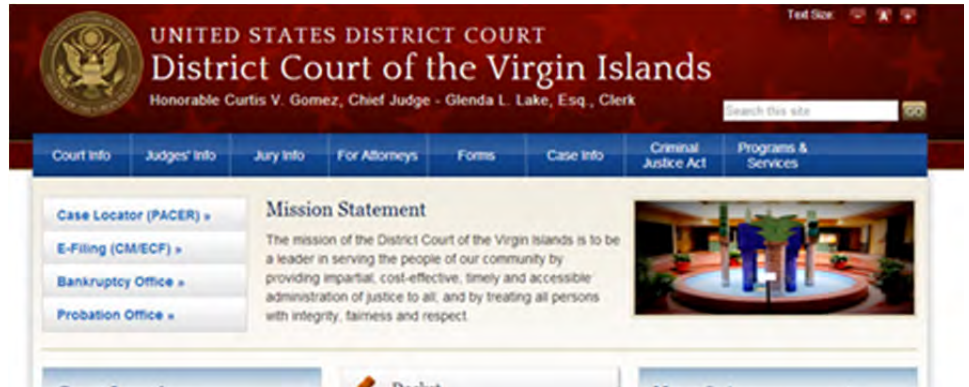 Text Size:
UNITED STATES DISTRICT COURT
District Court of the Virgin Islands
Honorable Curtis V. Gomez, Chief Judge - Glenda L. Lake, Esq., Clerk
Search this site
GO
Court Info
Judges' Info
Jury Info
For Attorneys
Forms
Case Info
Criminal
Justice Act
Programs &
Services
Case Locator (PACER) »
E-Filing (CM/ECF) »
Bankruptcy Office »
Probation Office »
Mission Statement
The mission of the District Court of the Virgin Islands is to be
a leader in serving the people of our community by
providing impartial, cost-effective, timely and accessible
administration of justice to all, and by treating all persons
with integrity, fairness and respect.